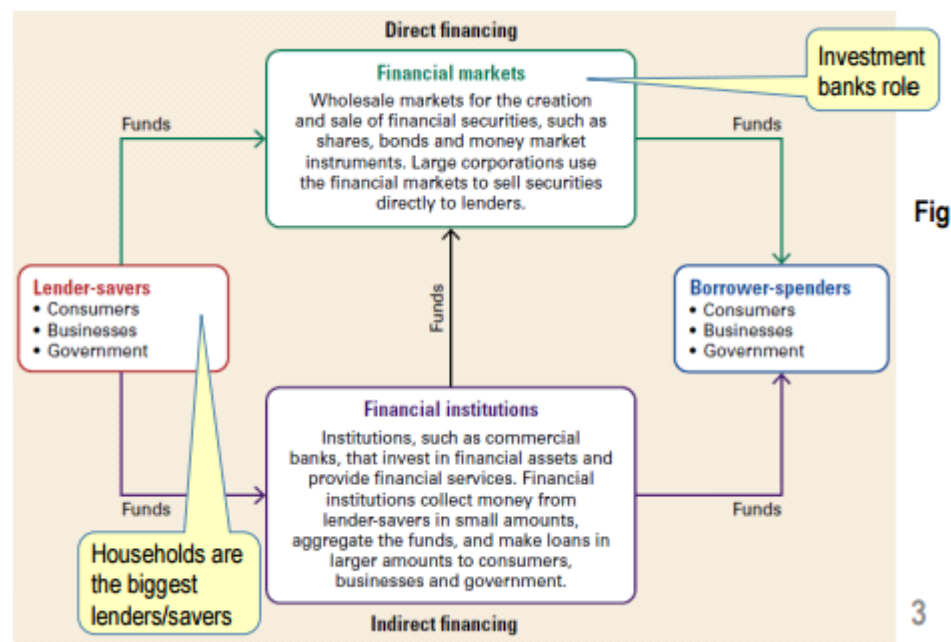 Direct financing
Financial markets
Wholesale markets for the creation
and sale of financial securities, such as
shares, bonds and money market
instruments. Large corporations use
the financial markets to sell securities
directly to lenders.
Investment
banks role
Funds
Funds
Fig
Lender-savers
• Consumers
• Businesses
• Government
Funds
Borrower-spenders
• Consumers
• Businesses
• Government
Financial institutions
Institutions, such as commercial
banks, that invest in financial assets and
provide financial services. Financial
institutions collect money from
lender-savers in small amounts,
aggregate the funds, and make loans in
larger amounts to consumers,
businesses and government.
Funds
Funds
Households are
the biggest
lenders/savers
Indirect financing
3